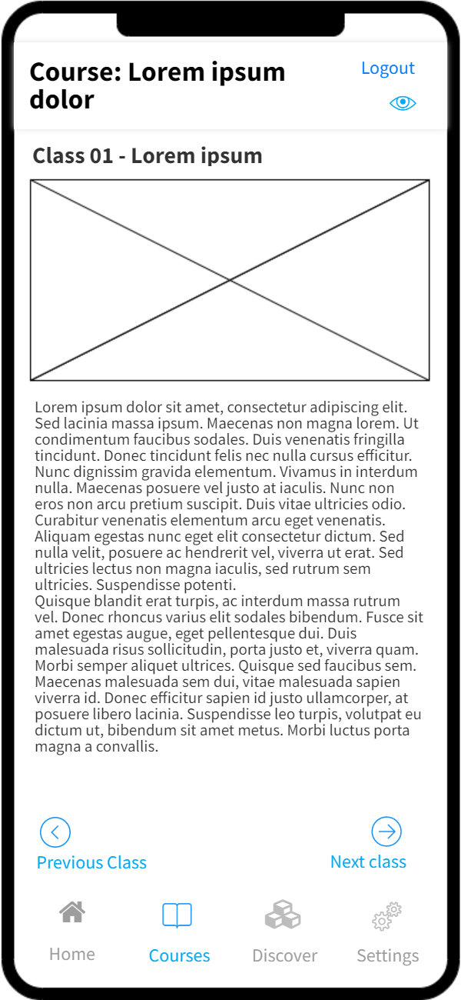 Course: Lorem ipsum
dolor
Logout
Class 01 - Lorem ipsum
Lorem ipsum dolor sit amet, consectetur adipiscing elit.
Sed lacinia massa ipsum. Maecenas non magna lorem. Ut
condimentum faucibus sodales. Duis venenatis fringilla
tincidunt. Donec tincidunt felis nec nulla cursus efficitur.
Nunc dignissim gravida elementum. Vivamus in interdum
nulla. Maecenas posuere vel justo at iaculis. Nunc non
eros non arcu pretium suscipit. Duis vitae ultricies odio.
Curabitur venenatis elementum arcu eget venenatis.
Aliquam egestas nunc eget elit consectetur dictum. Sed
nulla velit, posuere ac hendrerit vel, viverra ut erat. Sed
ultricies lectus non magna iaculis, sed rutrum sem
ultricies. Suspendisse potenti.
Quisque blandit erat turpis, ac interdum massa rutrum
vel. Donec rhoncus varius elit sodales bibendum. Fusce sit
amet egestas augue, eget pellentesque dui. Duis
malesuada risus sollicitudin, porta justo et, viverra quam.
Morbi semper aliquet ultrices. Quisque sed faucibus sem.
Maecenas malesuada sem dui, vitae malesuada sapien
viverra id. Donec efficitur sapien id justo ullamcorper, at
posuere libero lacinia. Suspendisse leo turpis, volutpat eu
dictum ut, bibendum sit amet metus. Morbi luctus porta
magna a convallis.
Previous Class
Next class
Home
Courses
Discover
Settings